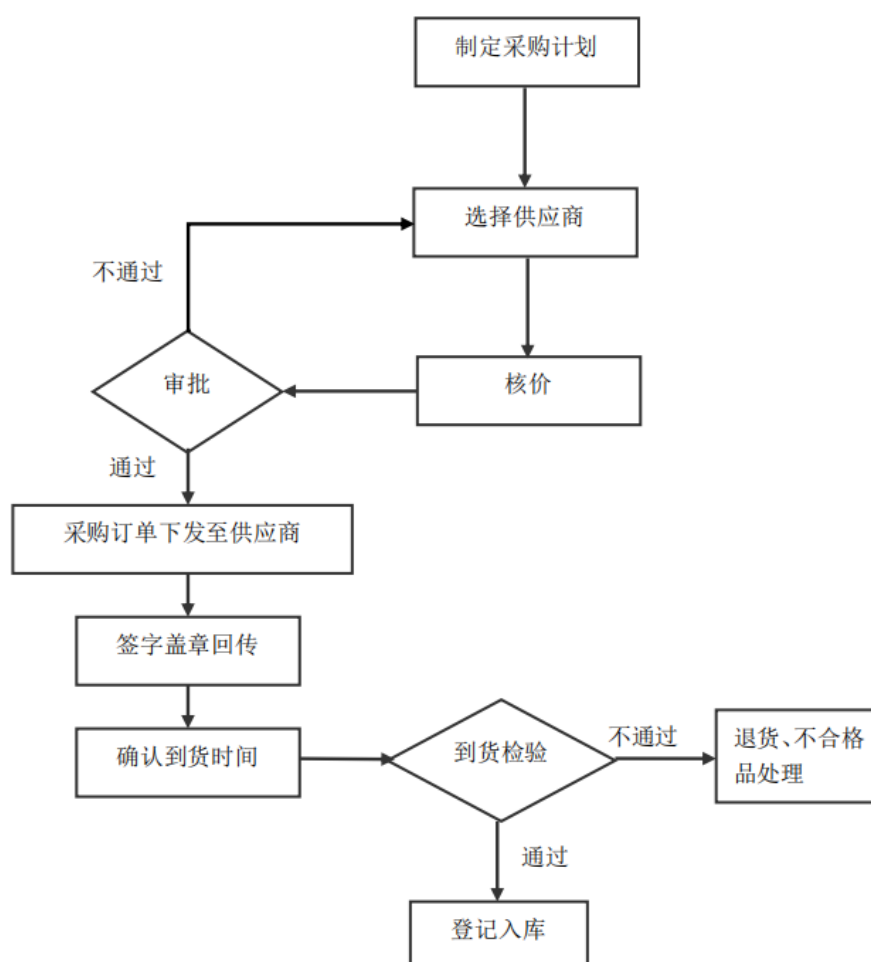 制定采购计划
选择供应商
不通过
审批
核价
通过
采购订单下发至供应商
签字盖章回传
确认到货时间
到货检验
不通过
退货、不合格
品处理
通过
登记入库